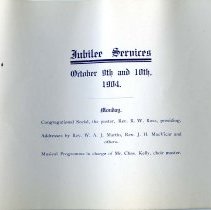 Jubilee Services
October 9th and 10th,
1904.
Monday.
Congregational Social, the pastor, Rev. R. W. Ross, presiding.
Addresses by Rev. W. A. J. Martin, Rev. J. H. MacVicar and
others.
Musical Programme in charge of Mr. Chas. Kelly, choir master.